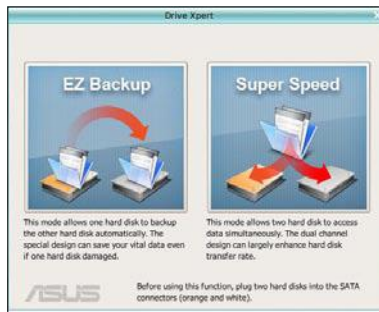 Drive Xpert
EZ Backup
Super Speed
This mode allows one hard disk to backup
the other hard disk automatically. The
special design can save your vital data even
if one hard disk damaged.
This mode allows two hard disk to access
data simultaneously. The dual channel
design can largely enhance hard disk
transfer rate.
ASUS
Before using this function, plug two hard disks into the SATA
connectors (orange and white).